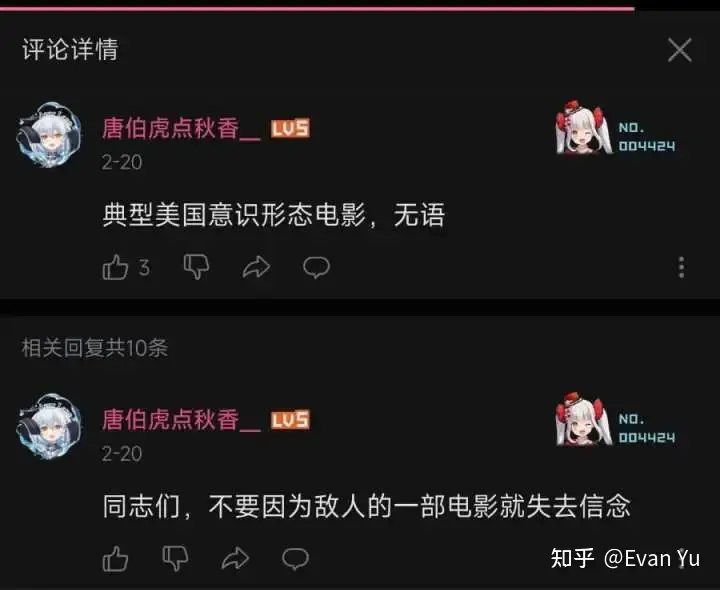 评论详情
唐伯虎点秋香__ LV5
NO.
004424
2-20
典型美国意识形态电影，无语
3
相关回复共10条
唐伯虎点秋香__ LV5
NO.
004424
2-20
同志们，不要因为敌人的一部电影就失去信念
知乎 @Evan Yu